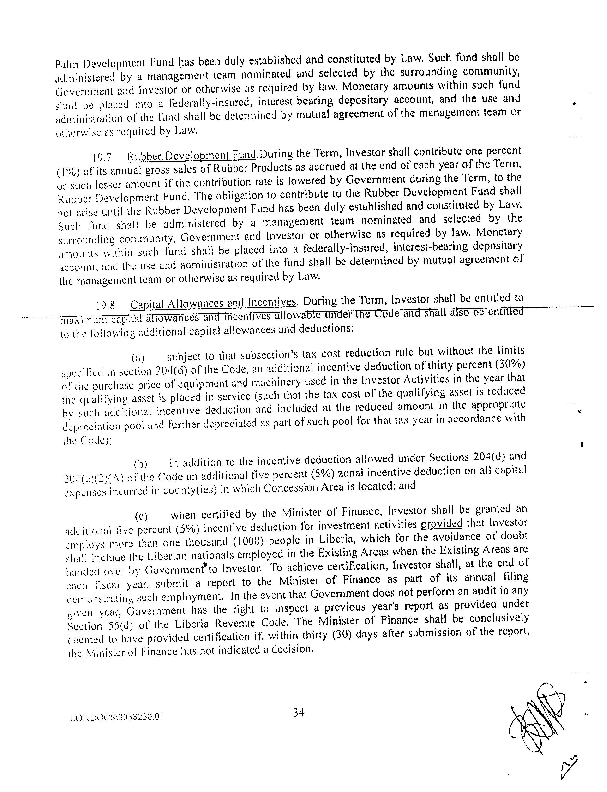 Palm Development Fund has been duly established and constituted by Law. Such fund shall be
administered by a management team nominated and selected by the surrounding community,
Government and Investor or otherwise as required by law. Monetary amounts within such fund
shall be placed into a federally-insured, interest bearing depositary account, and the use and
administration of the fund shall be determined by mutual agreement of the management team or
otherwise as required by Law.
19.7 Rubber Development Fund. During the Term, Investor shall contribute one percent
(1%) of its annual gross sales of Rubber Products as accrued at the end of each year of the Term,
or such lesser amount if the contribution rate is lowered by Government during the Term, to the
Rubber Development Fund. The obligation to contribute to the Rubber Development Fund shall
not arise until the Rubber Development Fund has been duly established and constituted by Law.
Such fund shall be administered by a management team nominated and selected by the
surrounding community, Government and Investor or otherwise as required by law. Monetary
amounts within such fund shall be placed into a federally-insured, interest-bearing depositary
account, and the use and administration of the fund shall be determined by mutual agreement of
the management team or otherwise as required by Law.
19.8 Capital Allowances and Incentives. During the Term, Investor shall be entitled to
maximum capital allowances and incentives allowable under the Code and shall also be entitled
to the following additional capital allowances and deductions:
(a) subject to that subsection's tax cost reduction rule but without the limits
specified in section 204(6) of the Code, an additional incentive deduction of thirty percent (30%)
of the purchase price of equipment and machinery used in the Investor Activities in the year that
the qualifying asset is placed in service (such that the tax cost of the qualifying asset is reduced
by such additional incentive deduction and included at the reduced amount in the appropriate
depreciation pool and further depreciated as part of such pool for that tax year in accordance with
the Code);
(b) in addition to the incentive deduction allowed under Sections 204(d) and
of the Code an additional five percent (5%) zonal incentive deduction on all capital
expenses incurred in county(ies) in which Concession Area is located; and
(c) when certified by the Minister of Finance, Investor shall be granted an
additional five percent (5%) incentive deduction for investment activities provided that Investor
employs more than one thousand (1000) people in Liberia, which for the avoidance of doubt
shall include the Liberian nationals employed in the Existing Areas when the Existing Areas are
handed over by Government to Investor. To achieve certification, Investor shall, at the end of
each fiscal year, submit a report to the Minister of Finance as part of its annual filing
demonstrating such employment. In the event that Government does not perform an audit in any
given year, Government has the right to inspect a previous year's report as provided under
Section 55(d) of the Liberia Revenue Code. The Minister of Finance shall be conclusively
deemed to have provided certification if, within thirty (30) days after submission of the report,
the Minister of Finance has not indicated a decision.
34